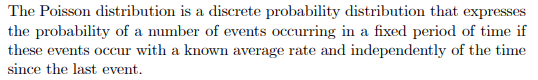 The Poisson distribution is a discrete probability distribution that expresses
the probability of a number of events occurring in a fixed period of time if
these events occur with a known average rate and independently of the time
since the last event.